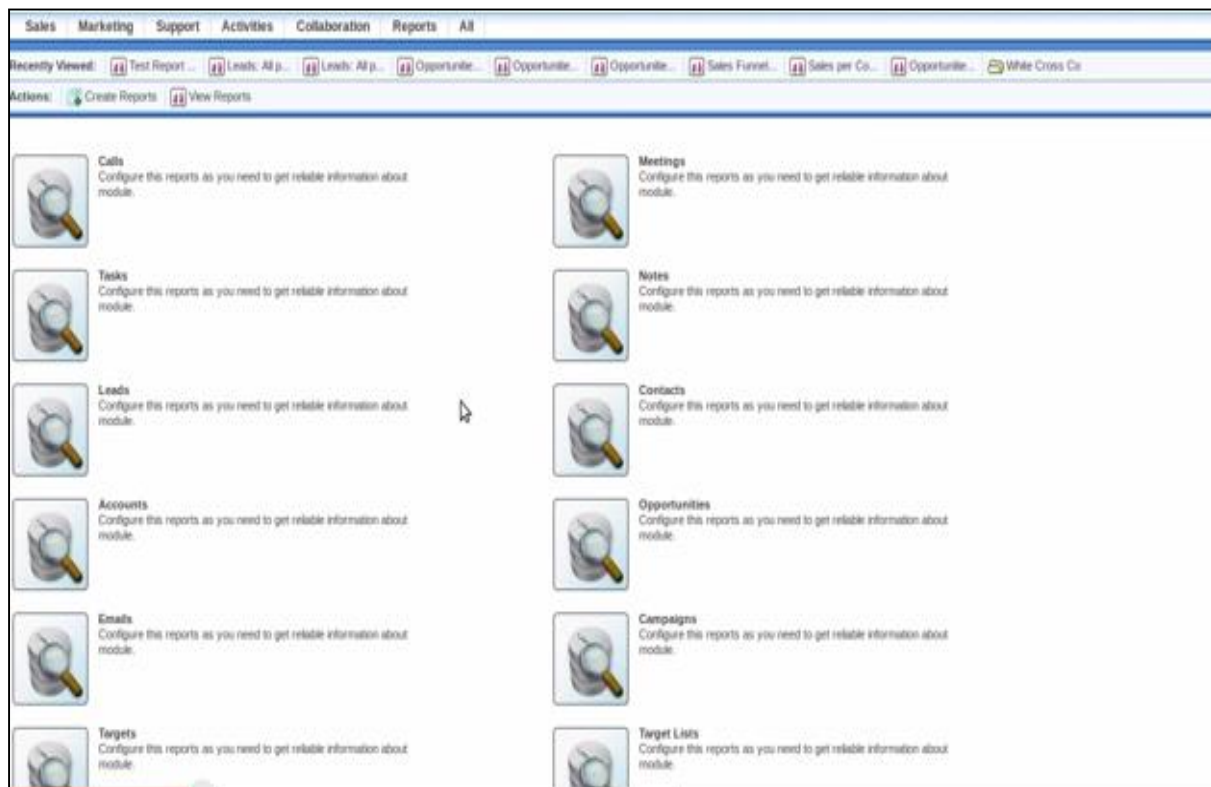 Sales Marketing Support Activities Collaboration Reports All
Recently Viewed: Test Report ... Leads: All p... Leads: All p... Opportunitie... Opportunitie... Opportunitie... Sales Funnel... Sales per Co... Opportunitie... White Cross Co
Actions: Create Reports View Reports
Calls
Configure this reports as you need to get reliable information about
module.
Meetings
Configure this reports as you need to get reliable information about
module.
Tasks
Configure this reports as you need to get reliable information about
module.
Notes
Configure this reports as you need to get reliable information about
module.
Leads
Configure this reports as you need to get reliable information about
module.
Contacts
Configure this reports as you need to get reliable information about
module.
Accounts
Configure this reports as you need to get reliable information about
module.
Opportunities
Configure this reports as you need to get reliable information about
module.
Emails
Configure this reports as you need to get reliable information about
module.
Campaigns
Configure this reports as you need to get reliable information about
module.
Targets
Configure this reports as you need to get reliable information about
module.
Target Lists
Configure this reports as you need to get reliable information about
module.